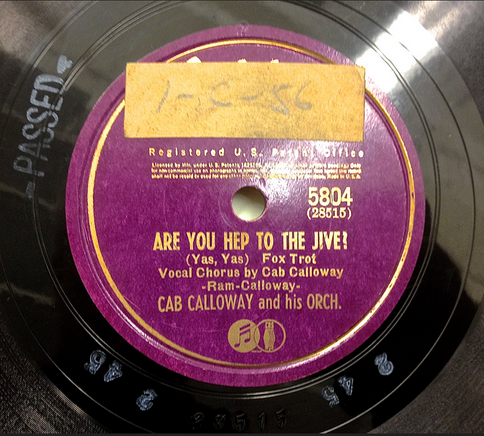 PASSED
1-C-56
Registered U. S. Patent Office
5804
(28515)
ARE YOU HEP TO THE JIVE?
(Yas, Yas) Fox Trot
Vocal Chorus by Cab Calloway
-Ram-Calloway-
CAB CALLOWAY and his ORCH.
28515